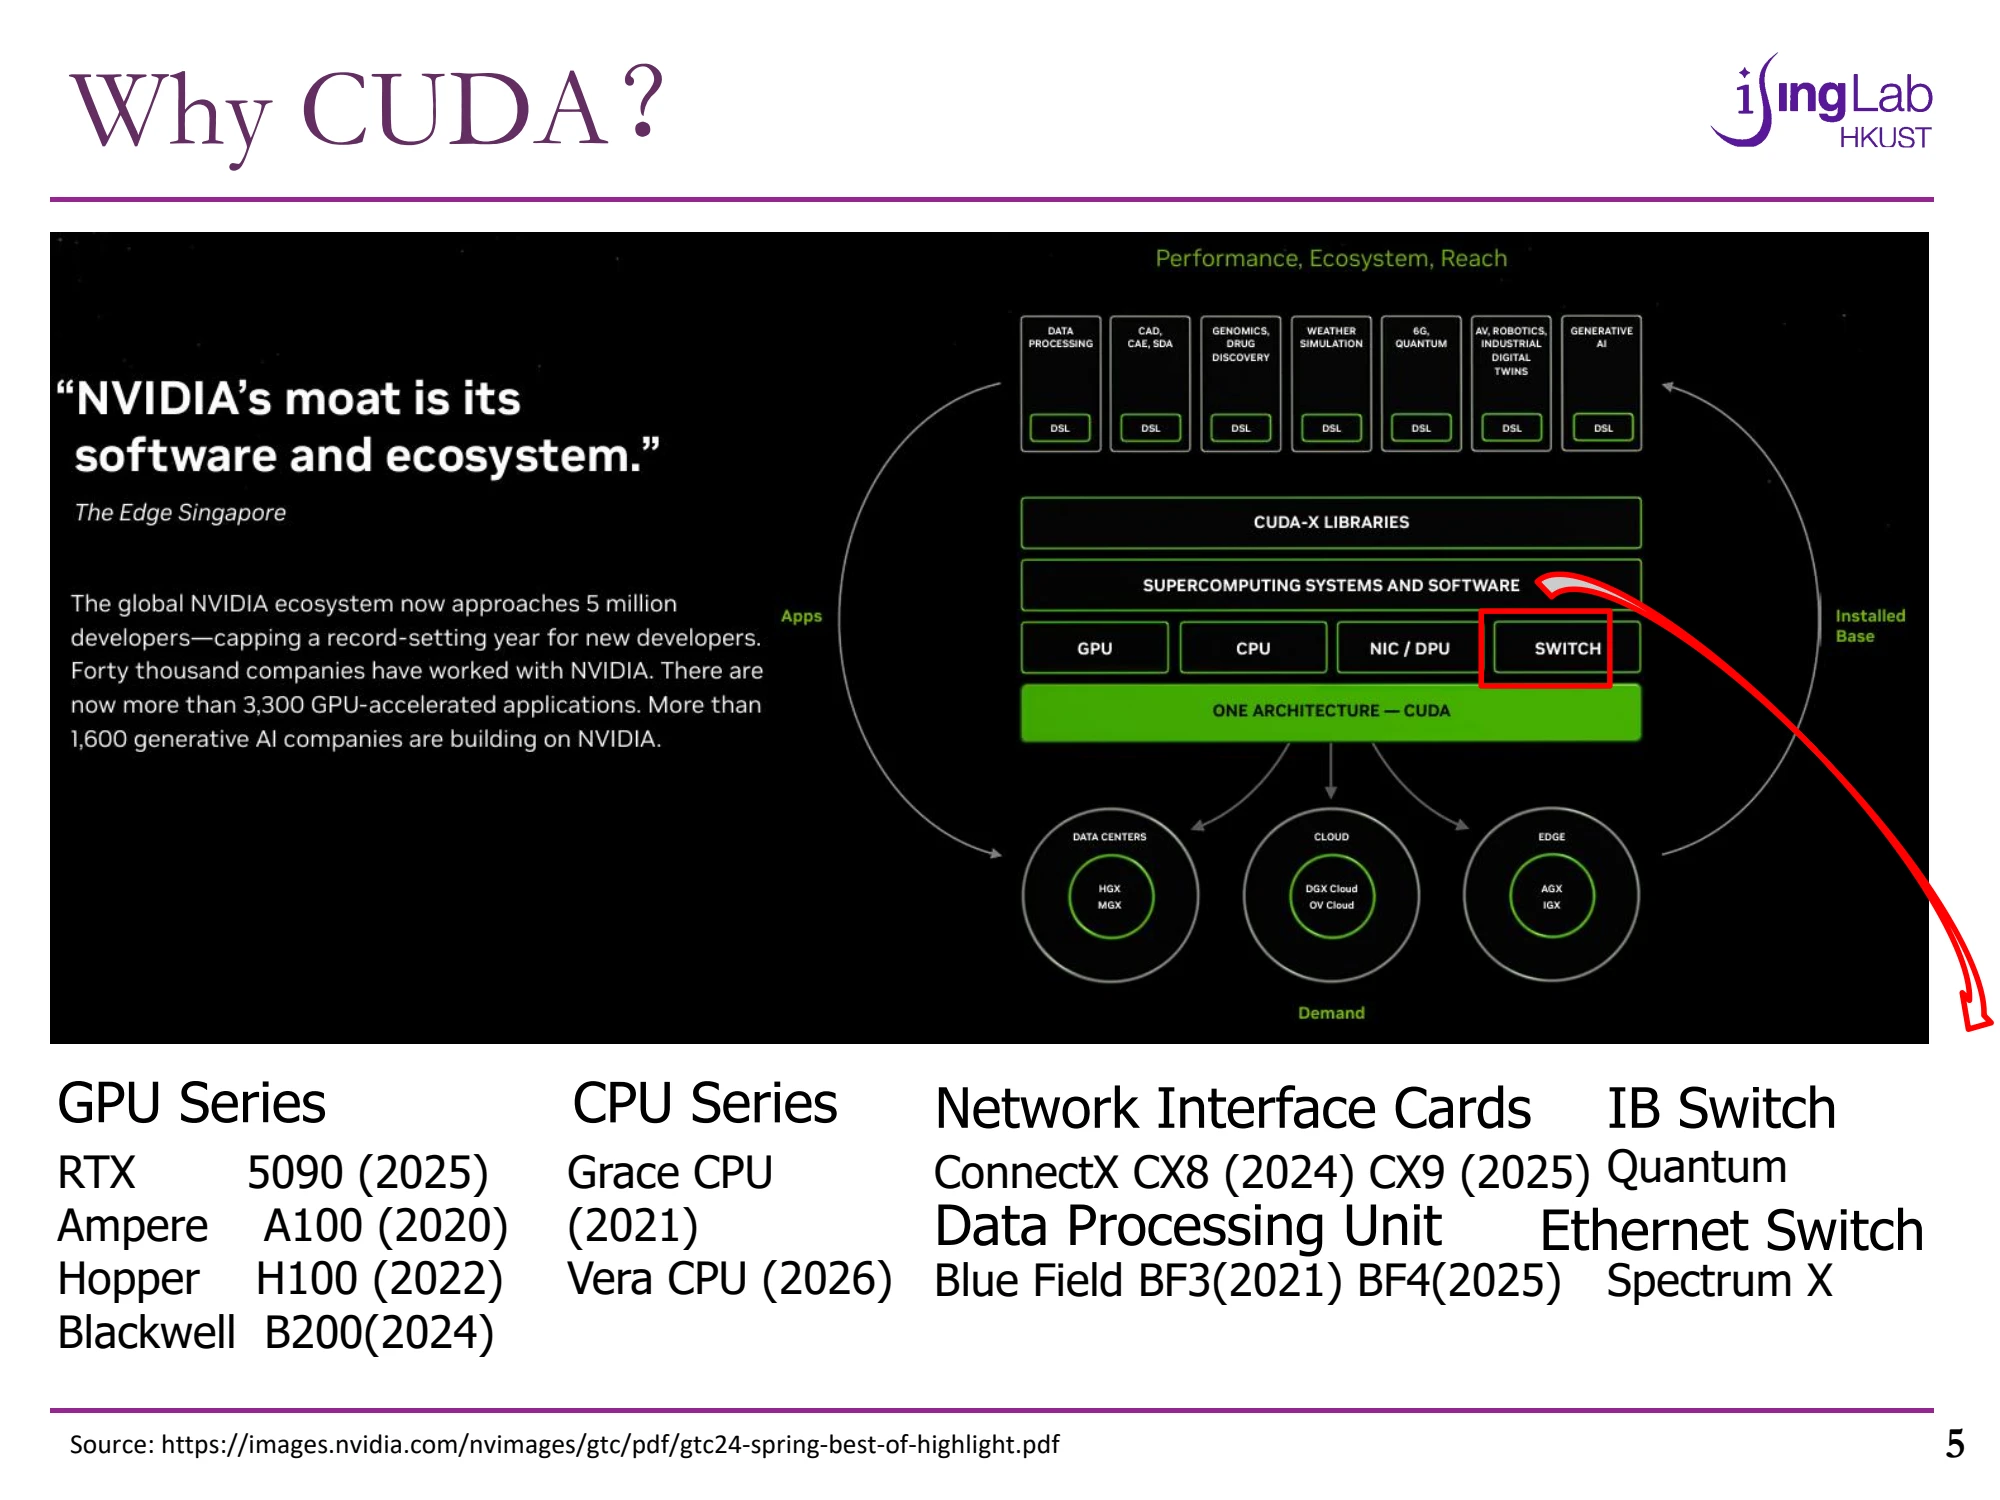 Why CUDA?
iSingLab
HKUST
Performance, Ecosystem, Reach
“NVIDIA’s moat is its
software and ecosystem.”
The Edge Singapore
The global NVIDIA ecosystem now approaches 5 million
developers—capping a record-setting year for new developers.
Forty thousand companies have worked with NVIDIA. There are
now more than 3,300 GPU-accelerated applications. More than
1,600 generative AI companies are building on NVIDIA.
DATA
PROCESSING
DSL
CAD,
CAE, SDA
DSL
GENOMICS,
DRUG
DISCOVERY
DSL
WEATHER
SIMULATION
DSL
6G,
QUANTUM
DSL
AV, ROBOTICS,
INDUSTRIAL
DIGITAL
TWINS
DSL
GENERATIVE
AI
DSL
CUDA-X LIBRARIES
SUPERCOMPUTING SYSTEMS AND SOFTWARE
Apps
GPU
CPU
NIC / DPU
SWITCH
Installed
Base
ONE ARCHITECTURE — CUDA
DATA CENTERS
HGX
MGX
CLOUD
DGX Cloud
OV Cloud
EDGE
AGX
IGX
Demand
GPU Series
RTX 5090 (2025)
Ampere A100 (2020)
Hopper H100 (2022)
Blackwell B200(2024)
CPU Series
Grace CPU
(2021)
Vera CPU (2026)
Network Interface Cards
ConnectX CX8 (2024) CX9 (2025)
Data Processing Unit
Blue Field BF3(2021) BF4(2025)
IB Switch
Quantum
Ethernet Switch
Spectrum X
Source: https://images.nvidia.com/nvimages/gtc/pdf/gtc24-spring-best-of-highlight.pdf
5